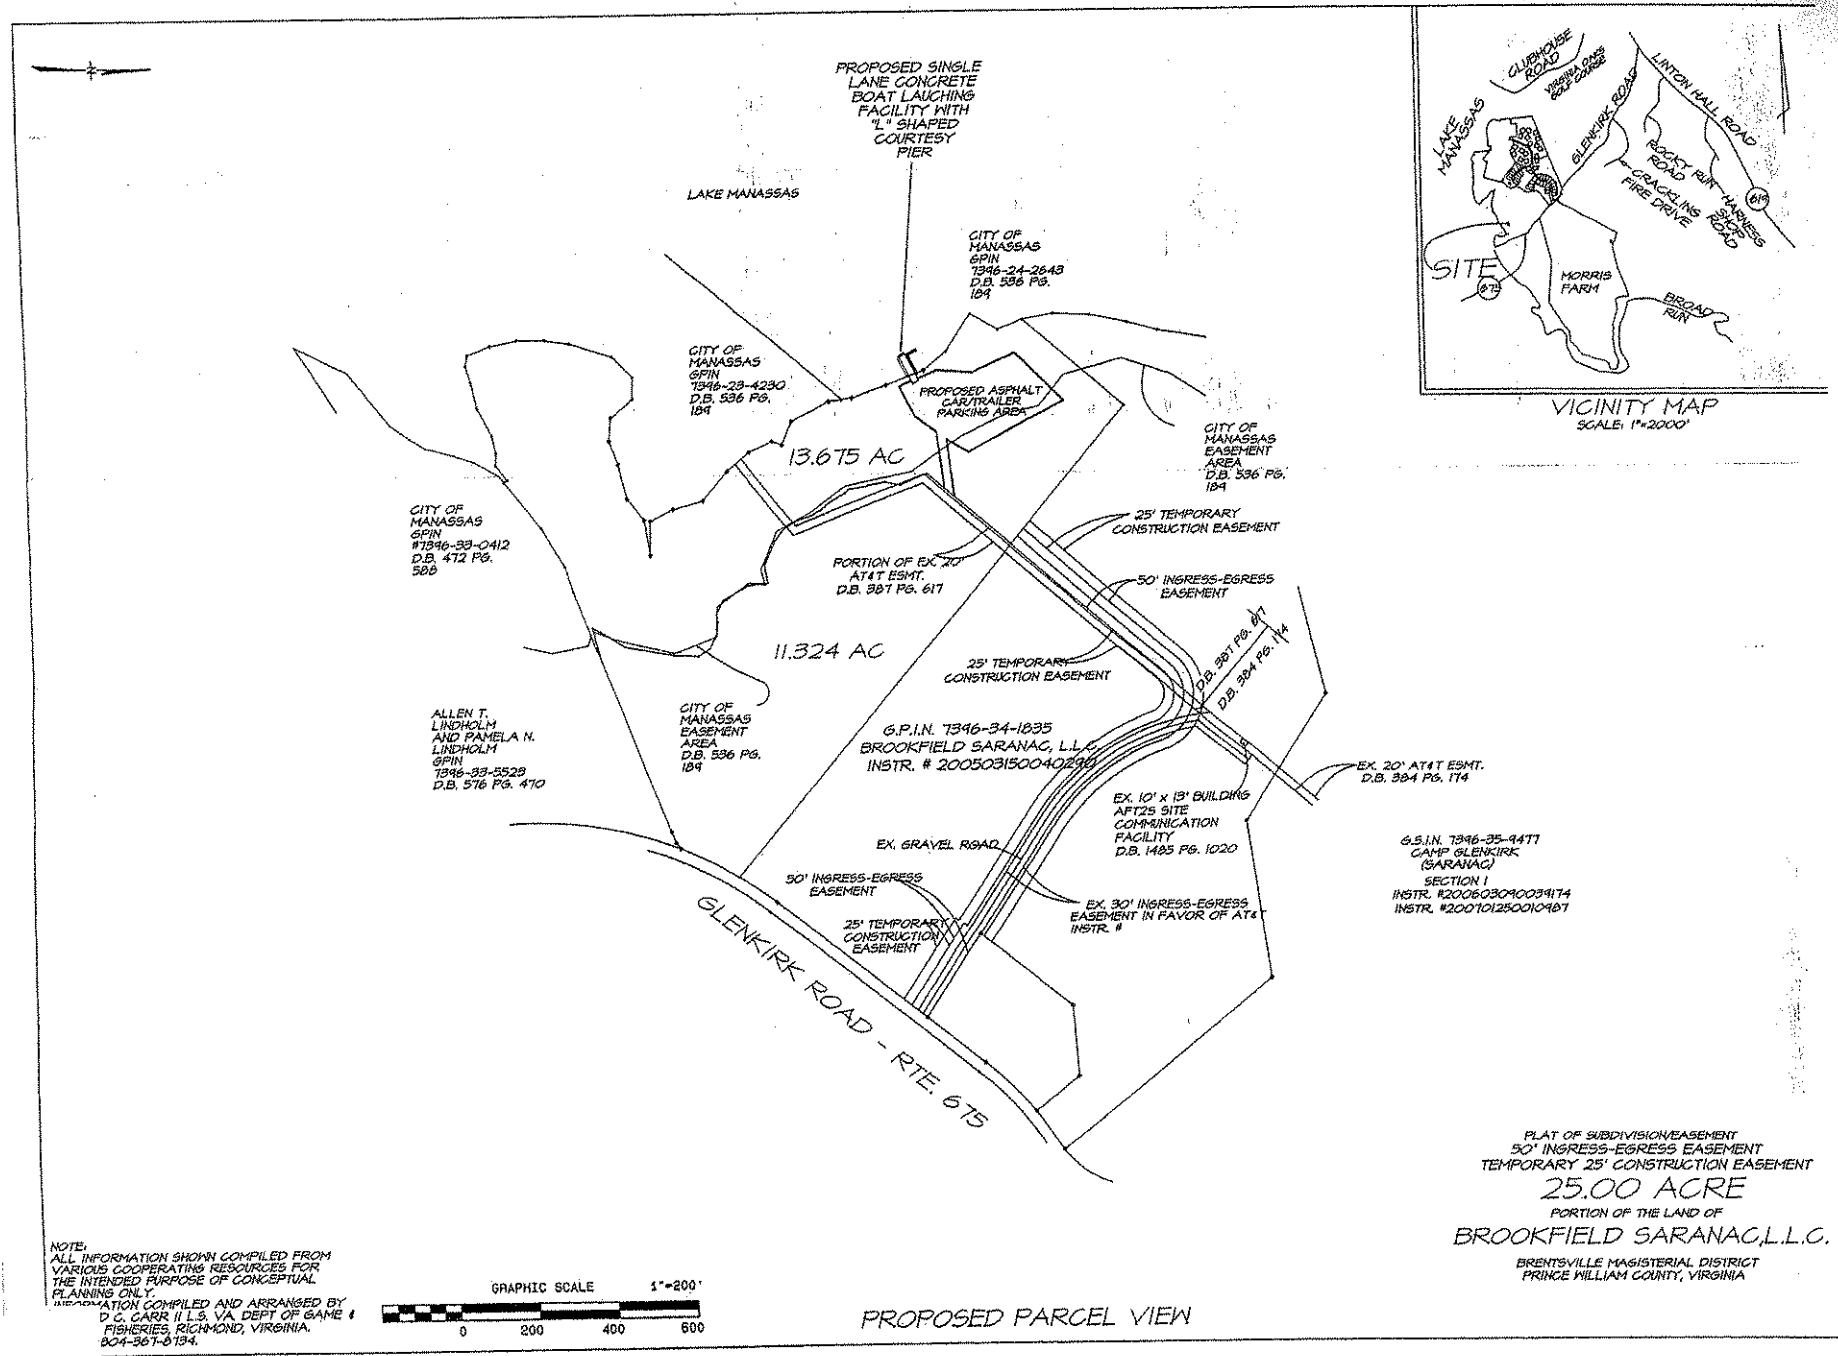 PROPOSED SINGLE
LANE CONCRETE
BOAT LAUCHING
FACILITY WITH
"L" SHAPED
COURTESY
PIER
LAKE MANASSAS
CITY OF
MANASSAS
GPIN
7396-24-2643
D.B. 536 PG.
189
CITY OF
MANASSAS
GPIN
7396-23-4230
D.B. 536 PG.
189
PROPOSED ASPHALT
CAR/TRAILER
PARKING AREA
13.675 AC
CITY OF
MANASSAS
EASEMENT
AREA
D.B. 536 PG.
189
CITY OF
MANASSAS
GPIN
#7396-33-0412
D.B. 472 PG.
588
25' TEMPORARY
CONSTRUCTION EASEMENT
PORTION OF EX. 20'
AT&T ESMT.
D.B. 387 PG. 617
50' INGRESS-EGRESS
EASEMENT
11.324 AC
25' TEMPORARY
CONSTRUCTION EASEMENT
D.B. 387 PG. 617
D.B. 384 PG. 174
ALLEN T.
LINDHOLM
AND PAMELA N.
LINDHOLM
GPIN
7396-33-5523
D.B. 576 PG. 470
CITY OF
MANASSAS
EASEMENT
AREA
D.B. 536 PG.
189
G.P.I.N. 7396-34-1835
BROOKFIELD SARANAC, L.L.C.
INSTR. # 200503150040290
EX. 20' AT&T ESMT.
D.B. 384 PG. 174
EX. 10' x 13' BUILDING
AFT25 SITE
COMMUNICATION
FACILITY
D.B. 1485 PG. 1020
EX. GRAVEL ROAD
G.S.I.N. 7396-35-9477
CAMP GLENKIRK
(SARANAC)
SECTION 1
INSTR. #200603090039174
INSTR. #200701250010987
50' INGRESS-EGRESS
EASEMENT
EX. 30' INGRESS-EGRESS
EASEMENT IN FAVOR OF AT&T
INSTR. #
25' TEMPORARY
CONSTRUCTION
EASEMENT
GLENKIRK ROAD - RTE. 675
CLUBHOUSE
ROAD
VIRGINIA OAKS
GOLF COURSE
LAKE
MANASSAS
GLENKIRK ROAD
LINTON HALL ROAD
ROCKY RUN
ROAD
CRACKLING
FIRE DRIVE
HARNESS
SHOP
ROAD
619
SITE
675
MORRIS
FARM
BROAD
RUN
VICINITY MAP
SCALE: 1"=2000'
PLAT OF SUBDIVISION/EASEMENT
50' INGRESS-EGRESS EASEMENT
TEMPORARY 25' CONSTRUCTION EASEMENT
25.00 ACRE
PORTION OF THE LAND OF
BROOKFIELD SARANAC,L.L.C.
BRENTSVILLE MAGISTERIAL DISTRICT
PRINCE WILLIAM COUNTY, VIRGINIA
NOTE:
ALL INFORMATION SHOWN COMPILED FROM
VARIOUS COOPERATING RESOURCES FOR
THE INTENDED PURPOSE OF CONCEPTUAL
PLANNING ONLY.
INFORMATION COMPILED AND ARRANGED BY
D C. CARR II L.S. VA. DEPT OF GAME &
FISHERIES, RICHMOND, VIRGINIA.
804-367-8734.
GRAPHIC SCALE 1"=200'
0 200 400 600
PROPOSED PARCEL VIEW